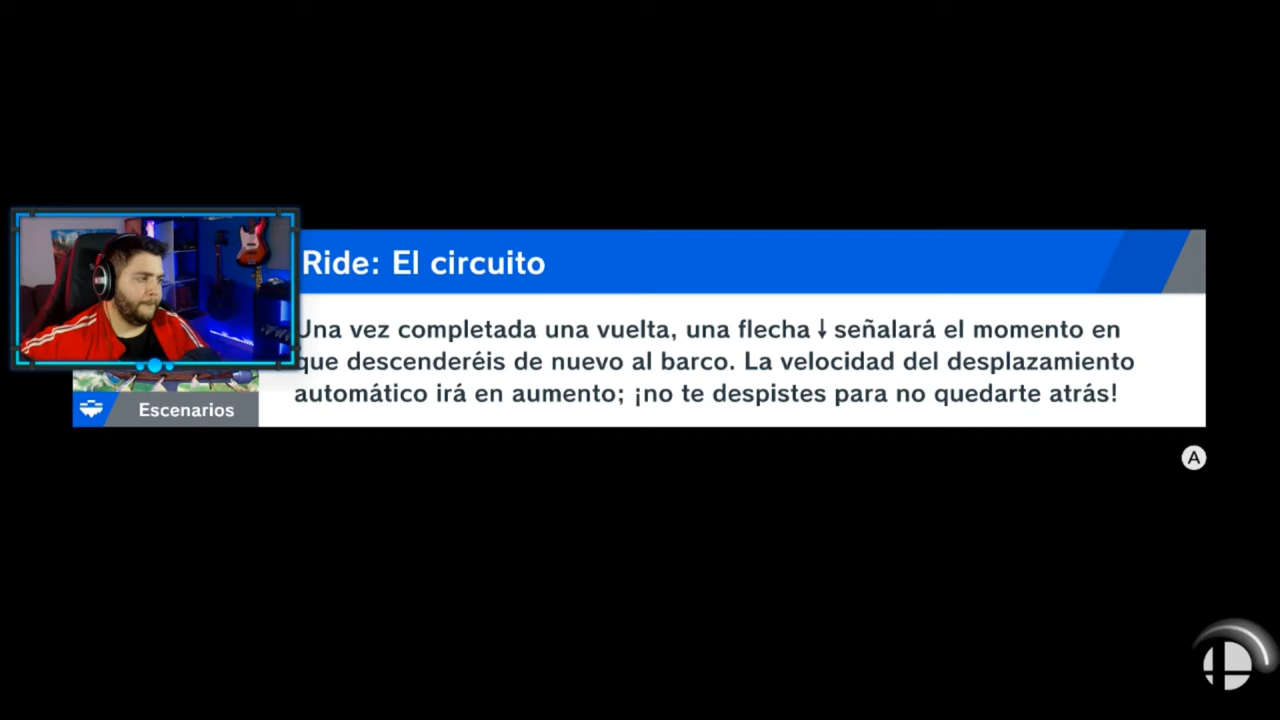 Ride: El circuito
Una vez completada una vuelta, una flecha ↓ señalará el momento en
que descenderéis de nuevo al barco. La velocidad del desplazamiento
automático irá en aumento; ¡no te despistes para no quedarte atrás!
Escenarios
A